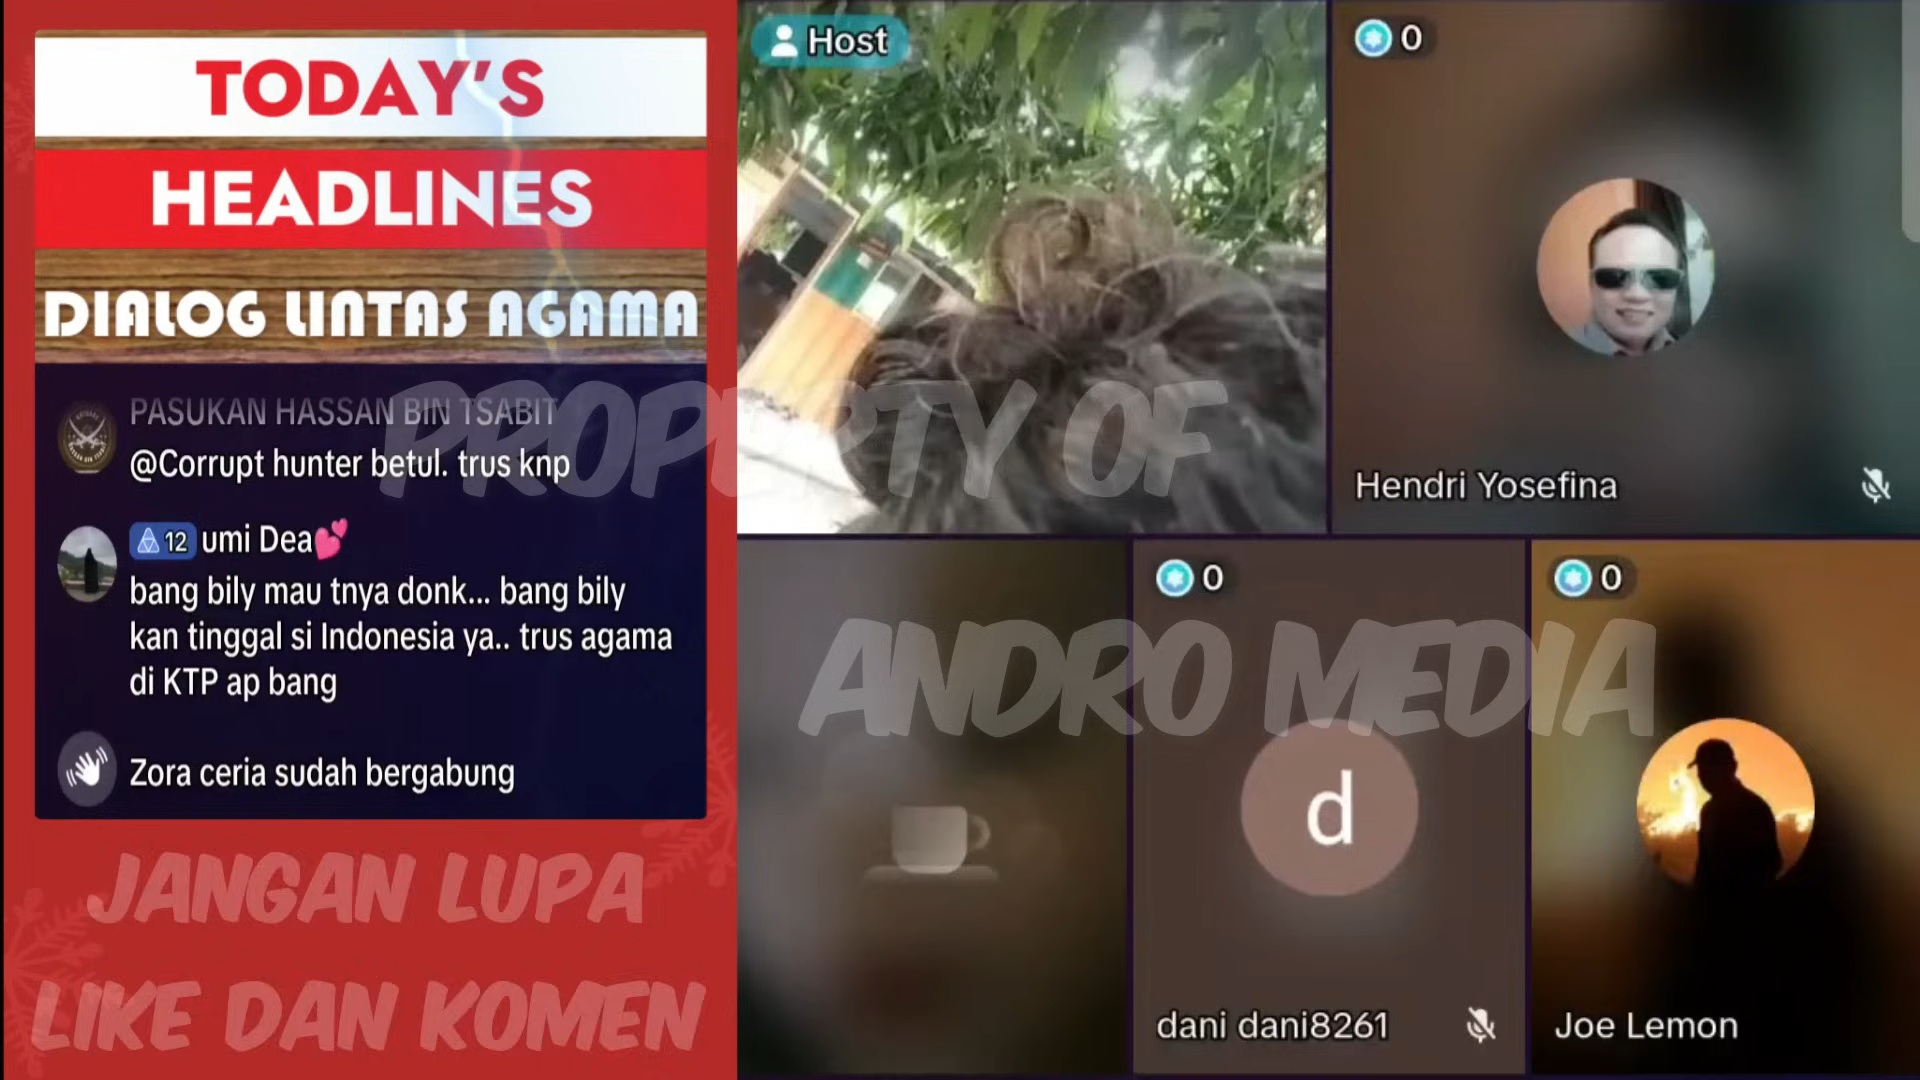 TODAY'S
HEADLINES
DIALOG LINTAS AGAMA
PASUKAN HASSAN BIN TSABIT
@Corrupt hunter betul. trus knp
12 umi Dea💕
bang bily mau tnya donk... bang bily
kan tinggal si Indonesia ya.. trus agama
di KTP ap bang
Zora ceria sudah bergabung
JANGAN LUPA
LIKE DAN KOMEN
PROPERTY OF
ANDRO MEDIA
Host
0
Hendri Yosefina
0
d
dani dani8261
0
Joe Lemon